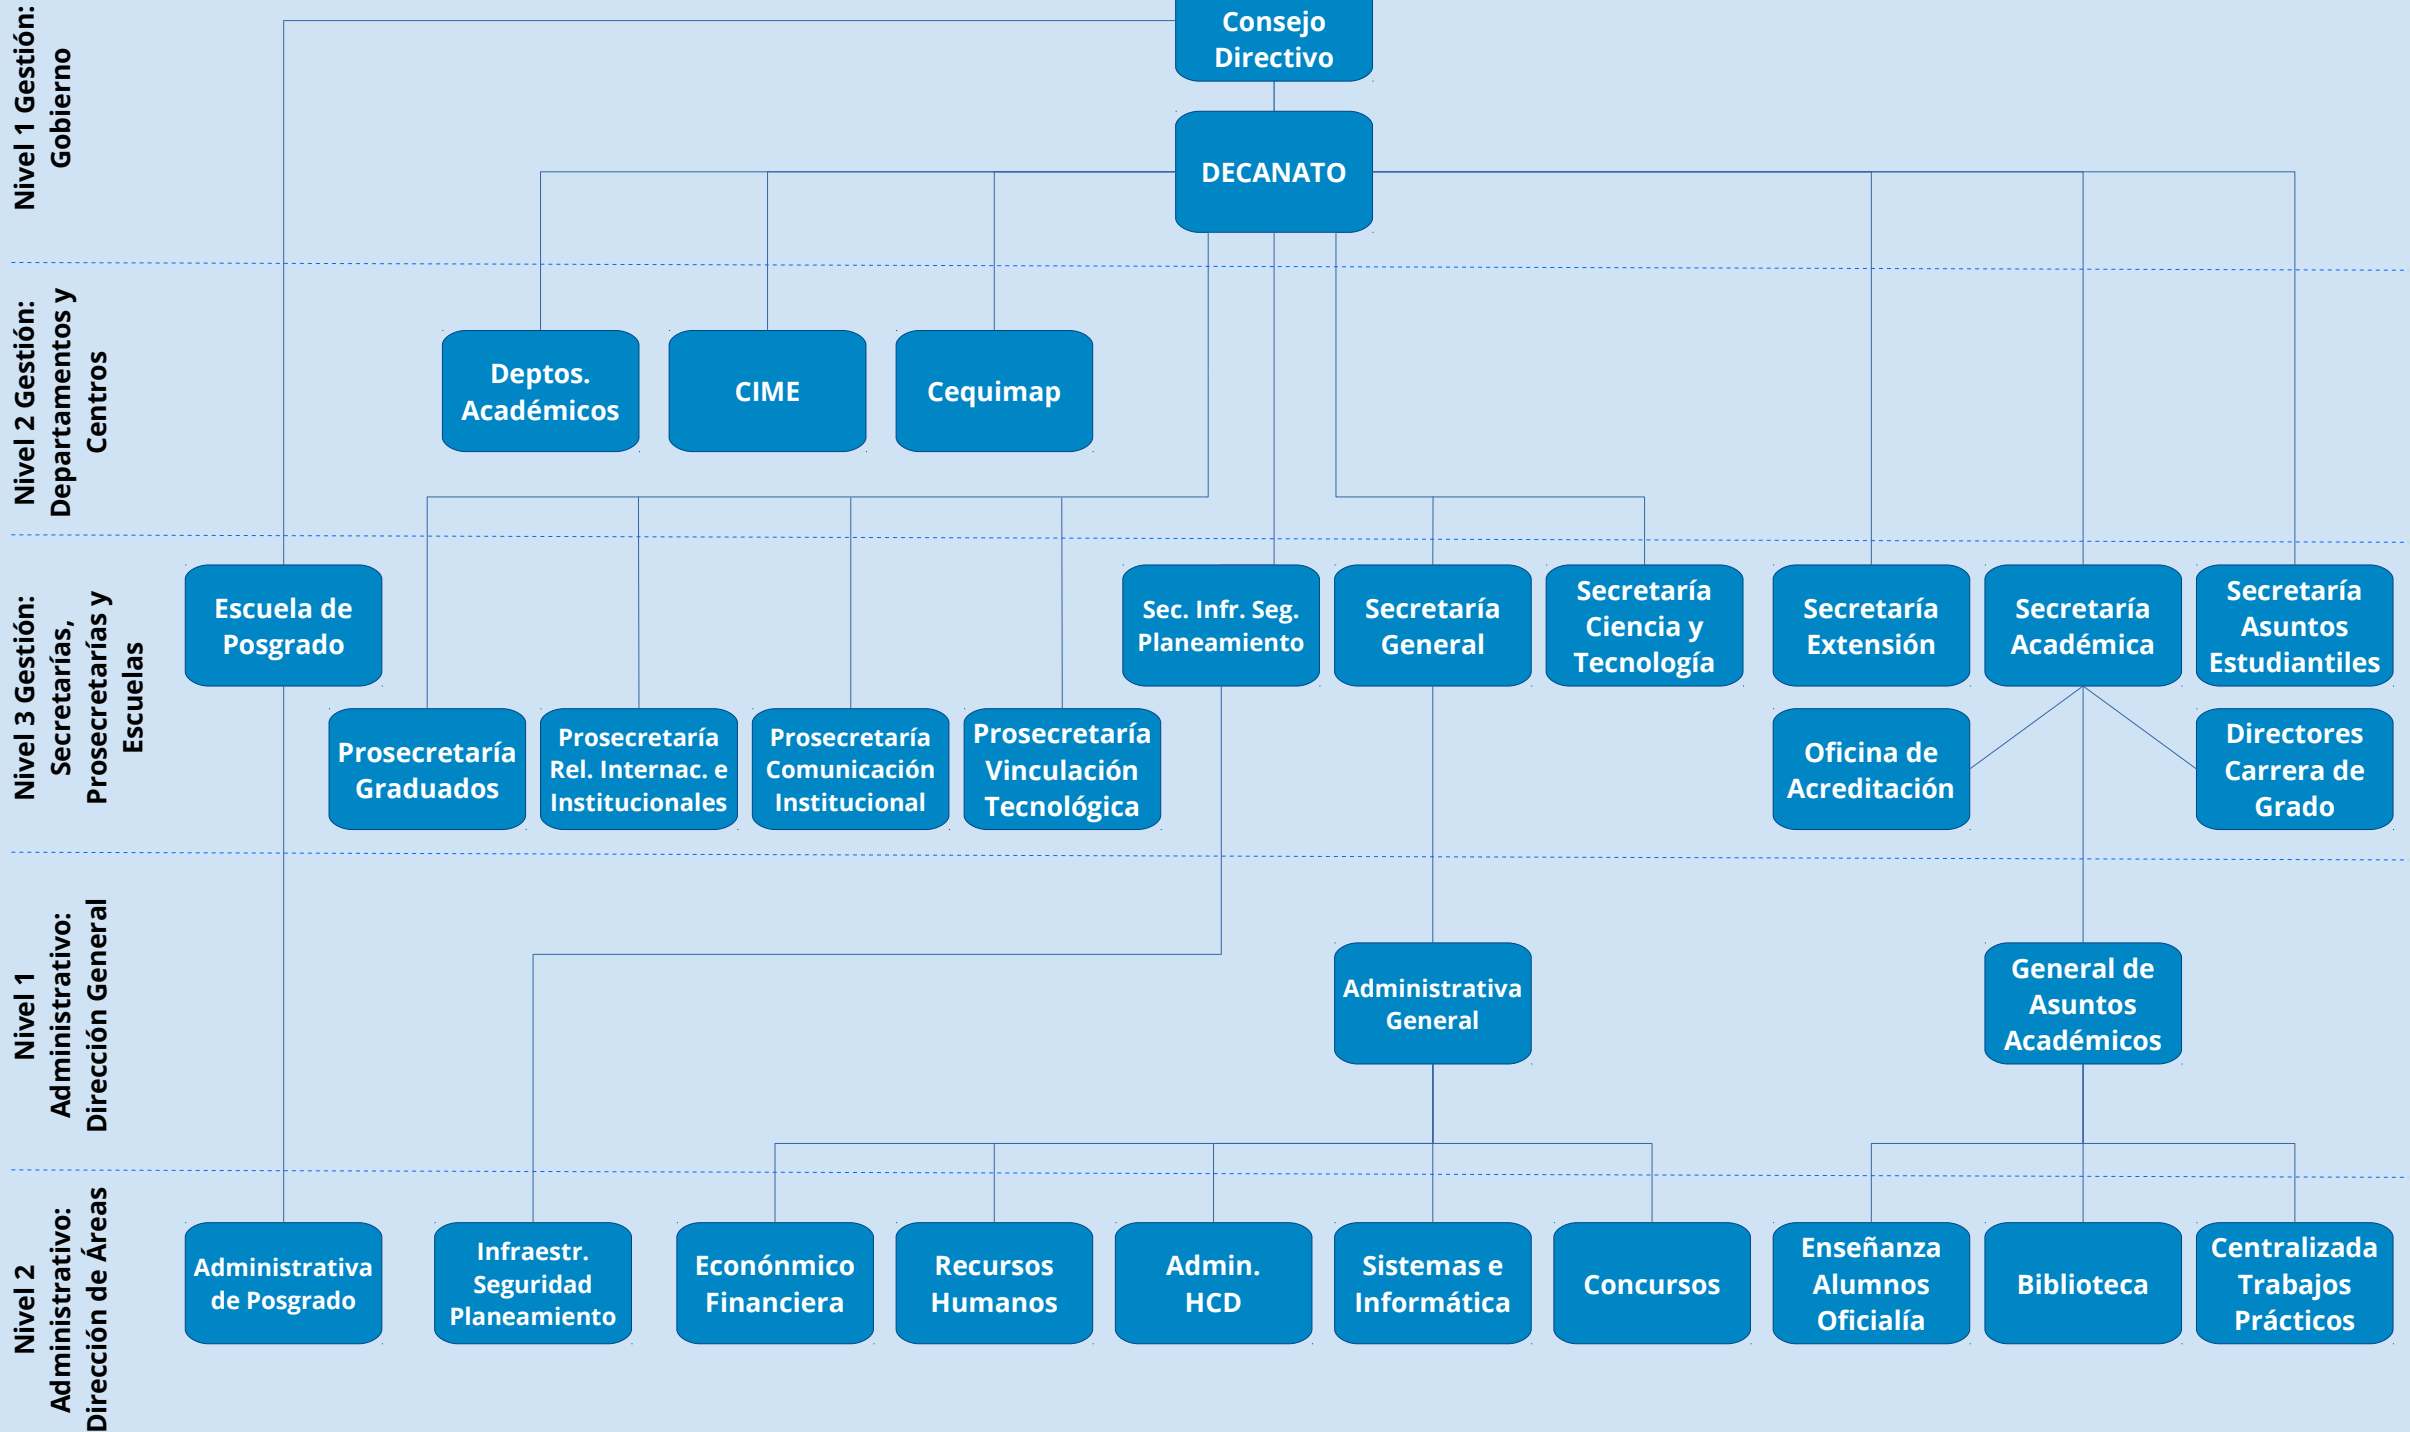 Nivel 1 Gestión:
Gobierno
Consejo
Directivo
DECANATO
Nivel 2 Gestión:
Departamentos y
Centros
Deptos.
Académicos
CIME
Cequimap
Nivel 3 Gestión:
Secretarías,
Prosecretarías y
Escuelas
Escuela de
Posgrado
Sec. Infr. Seg.
Planeamiento
Secretaría
General
Secretaría
Ciencia y
Tecnología
Secretaría
Extensión
Secretaría
Académica
Secretaría
Asuntos
Estudiantiles
Prosecretaría
Graduados
Prosecretaría
Rel. Internac. e
Institucionales
Prosecretaría
Comunicación
Institucional
Prosecretaría
Vinculación
Tecnológica
Oficina de
Acreditación
Directores
Carrera de
Grado
Nivel 1
Administrativo:
Dirección General
Administrativa
General
General de
Asuntos
Académicos
Nivel 2
Administrativo:
Dirección de Áreas
Administrativa
de Posgrado
Infraestr.
Seguridad
Planeamiento
Econónmico
Financiera
Recursos
Humanos
Admin.
HCD
Sistemas e
Informática
Concursos
Enseñanza
Alumnos
Oficialía
Biblioteca
Centralizada
Trabajos
Prácticos